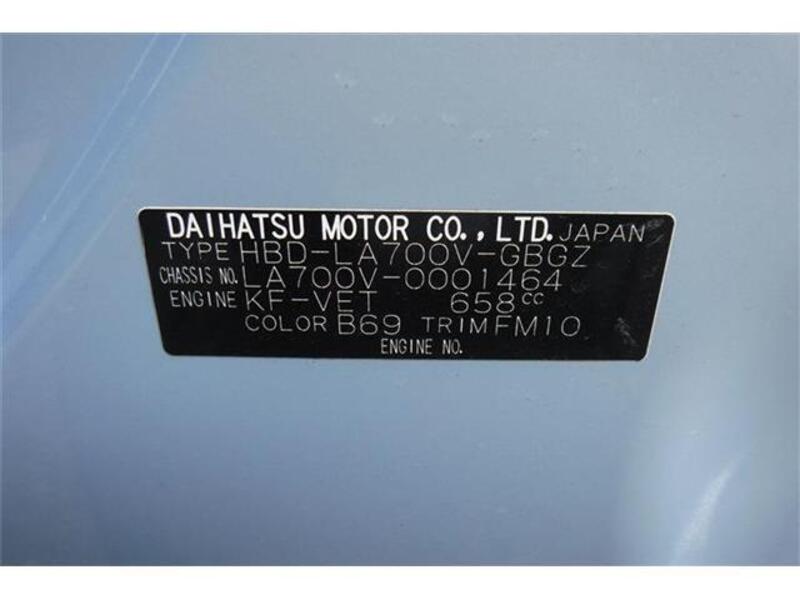 DAIHATSU MOTOR CO., LTD. JAPAN
TYPE HBD-LA700V-GBGZ
CHASSIS NO. LA700V-0001464
ENGINE KF-VET 658cc
COLOR B69 TRIM FM10
ENGINE NO.